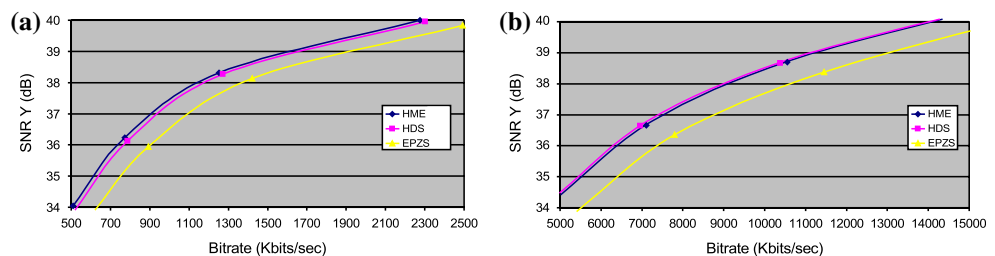 (a)
SNR Y (dB)
40
39
38
37
36
35
34
HME
HDS
EPZS
500 700 900 1100 1300 1500 1700 1900 2100 2300 2500
Bitrate (Kbits/sec)
(b)
SNR Y (dB)
40
39
38
37
36
35
34
HME
HDS
EPZS
5000 6000 7000 8000 9000 10000 11000 12000 13000 14000 15000
Bitrate (Kbits/sec)